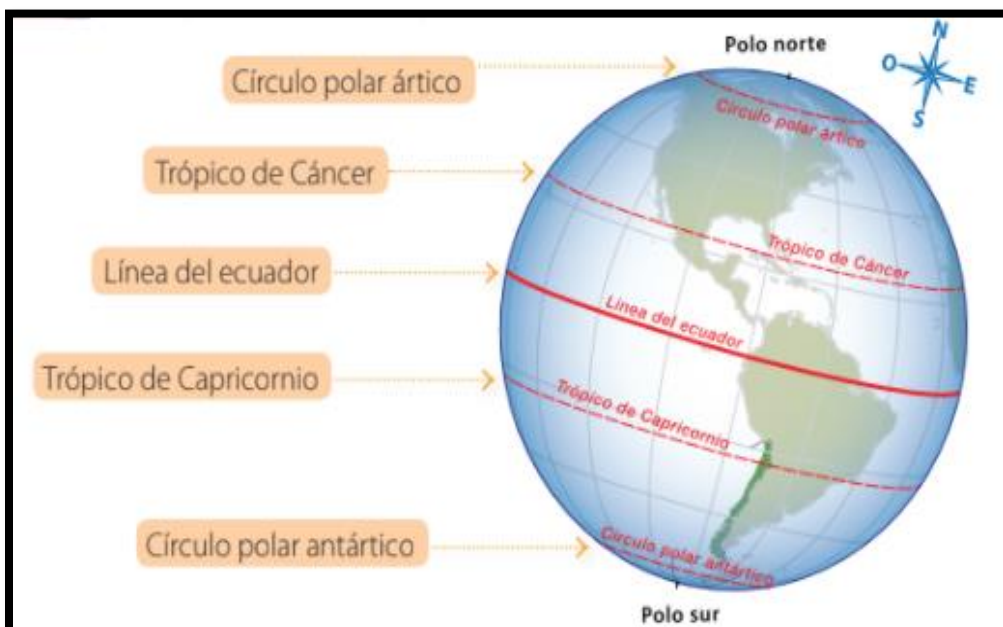 Polo norte
N
O
E
S
Círculo polar ártico
Círculo polar ártico
Trópico de Cáncer
Trópico de Cáncer
Línea del ecuador
Línea del ecuador
Trópico de Capricornio
Trópico de Capricornio
Círculo polar antártico
Círculo polar antártico
Polo sur